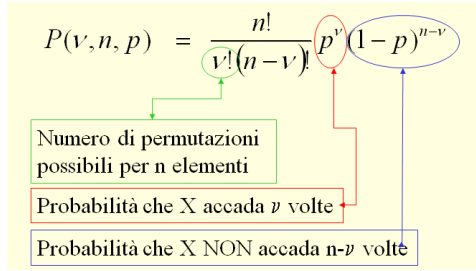 P(ν,n,p) = n!/(ν!(n−ν)!) p^ν (1−p)^{n−ν}
Numero di permutazioni
possibili per n elementi
Probabilità che X accada ν volte
Probabilità che X NON accada n-ν volte